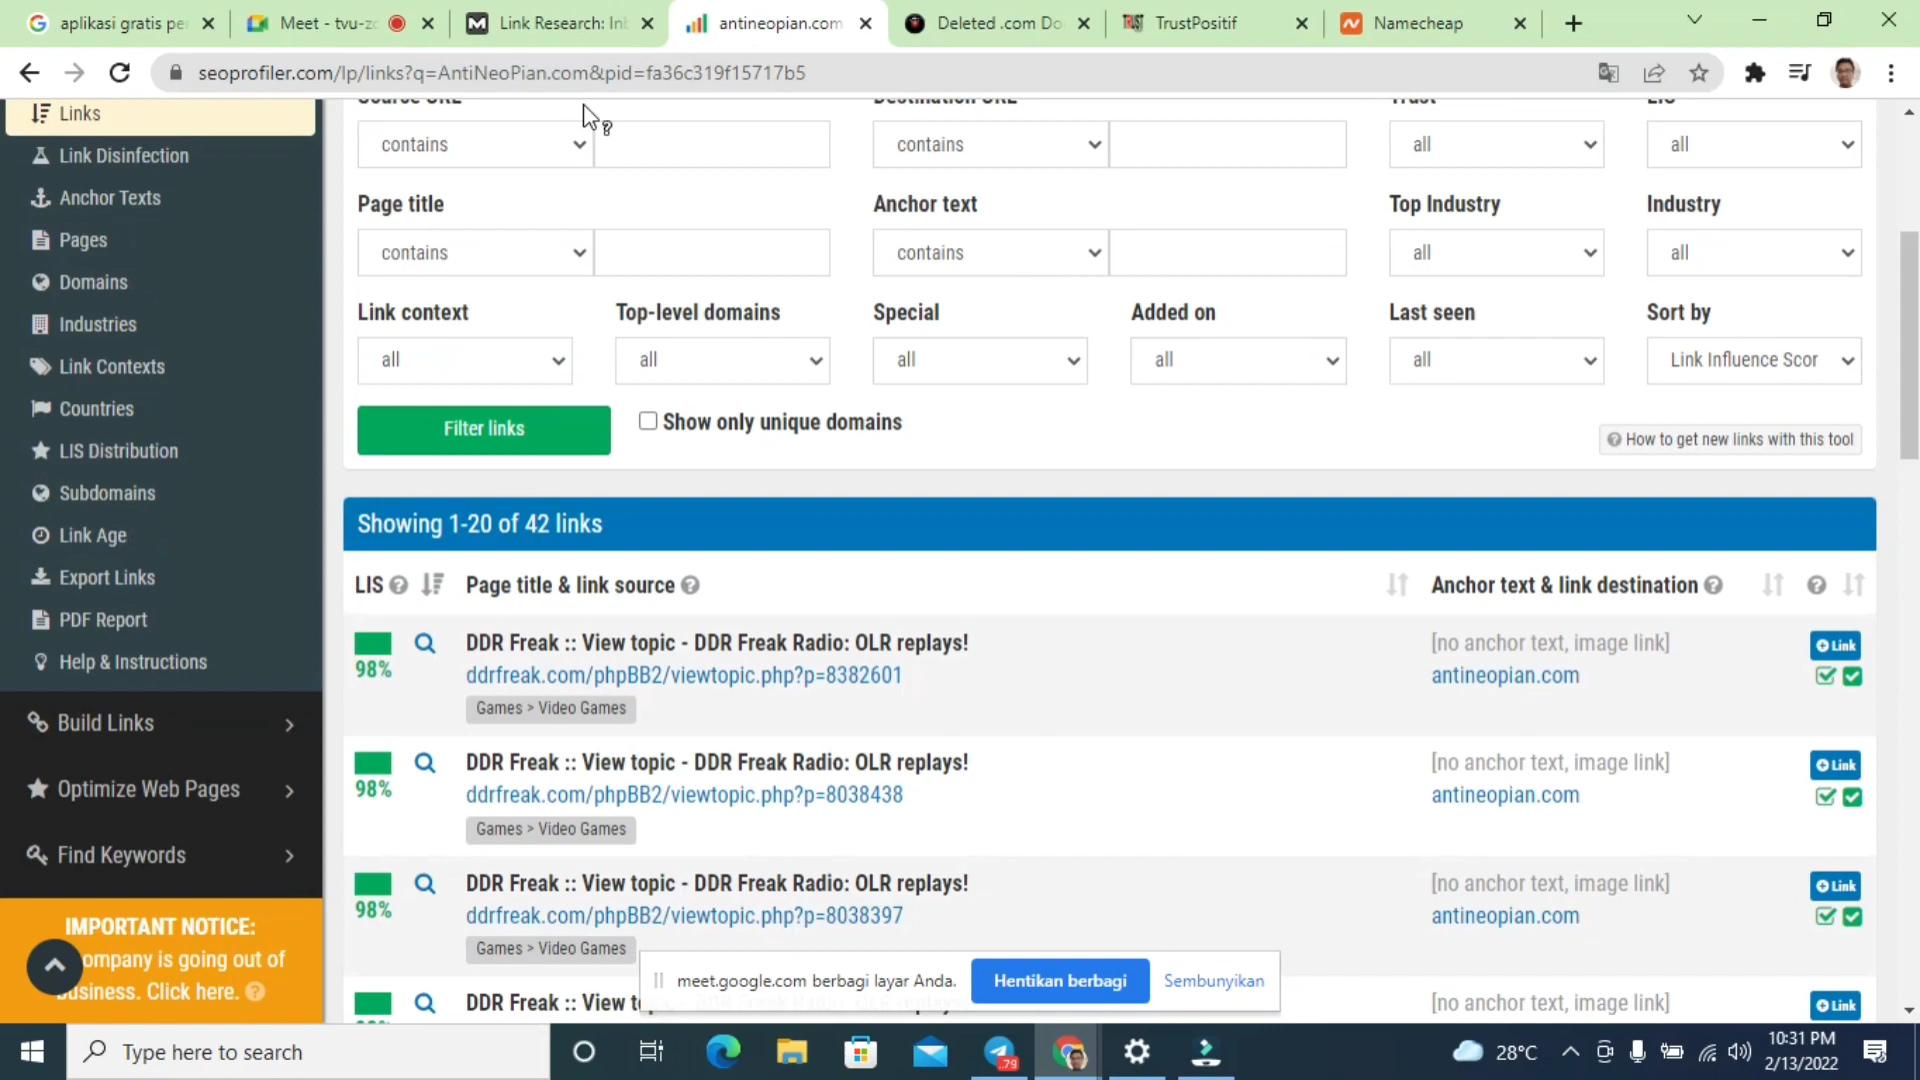 aplikasi gratis pe
Meet - tvu-z
Link Research: In
antineopian.com
Deleted .com Do
TrustPositif
Namecheap
seoprofiler.com/lp/links?q=AntiNeoPian.com&pid=fa36c319f15717b5
Links
Link Disinfection
Anchor Texts
Pages
Domains
Industries
Link Contexts
Countries
LIS Distribution
Subdomains
Link Age
Export Links
PDF Report
Help & Instructions
Build Links
Optimize Web Pages
Find Keywords
IMPORTANT NOTICE:
ompany is going out of
usiness. Click here.
Source URL
Destination URL
Trust
LIS
contains
contains
all
all
Page title
Anchor text
Top Industry
Industry
contains
contains
all
all
Link context
Top-level domains
Special
Added on
Last seen
Sort by
all
all
all
all
all
Link Influence Scor
Filter links
Show only unique domains
How to get new links with this tool
Showing 1-20 of 42 links
LIS
Page title & link source
Anchor text & link destination
DDR Freak :: View topic - DDR Freak Radio: OLR replays!
[no anchor text, image link]
Link
98%
ddrfreak.com/phpBB2/viewtopic.php?p=8382601
antineopian.com
Games > Video Games
DDR Freak :: View topic - DDR Freak Radio: OLR replays!
[no anchor text, image link]
Link
98%
ddrfreak.com/phpBB2/viewtopic.php?p=8038438
antineopian.com
Games > Video Games
DDR Freak :: View topic - DDR Freak Radio: OLR replays!
[no anchor text, image link]
Link
98%
ddrfreak.com/phpBB2/viewtopic.php?p=8038397
antineopian.com
Games > Video Games
DDR Freak :: View t
[no anchor text, image link]
Link
meet.google.com berbagi layar Anda.
Hentikan berbagi
Sembunyikan
Type here to search
79
28°C
10:31 PM
2/13/2022